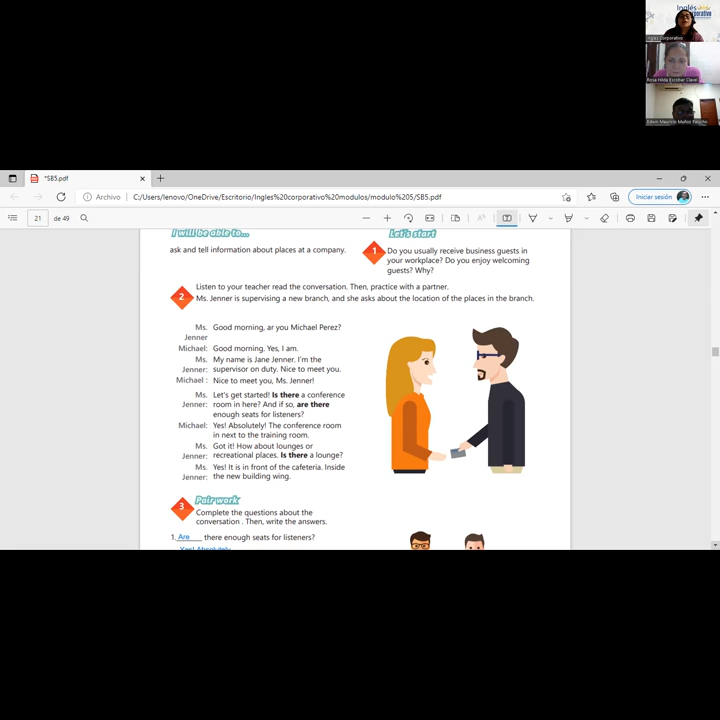 Inglés
corporativo
Inglés Corporativo
Rosa Hilda Escobar Clavel
Edwin Mauricio Muñoz
*SB5.pdf
Archivo
C:/Users/lenovo/OneDrive/Escritorio/Ingles%20corporativo%20modulos/modulo%205/SB5.pdf
Iniciar sesión
21
de 49
I will be able to...
Let's start
ask and tell information about places at a company.
1
Do you usually receive business guests in
your workplace? Do you enjoy welcoming
guests? Why?
2
Listen to your teacher read the conversation. Then, practice with a partner.
Ms. Jenner is supervising a new branch, and she asks about the location of the places in the branch.
Ms. Good morning, ar you Michael Perez?
Jenner
Michael: Good morning. Yes, I am.
Ms. My name is Jane Jenner. I'm the
Jenner: supervisor on duty. Nice to meet you.
Michael : Nice to meet you, Ms. Jenner!
Ms. Let's get started! Is there a conference
Jenner: room in here? And if so, are there
enough seats for listeners?
Michael: Yes! Absolutely! The conference room
in next to the training room.
Ms. Got it! How about lounges or
Jenner: recreational places. Is there a lounge?
Ms. Yes! It is in front of the cafeteria. Inside
Jenner: the new building wing.
3
Pair work
Complete the questions about the
conversation . Then, write the answers.
1. Are____ there enough seats for listeners?
Yes! Absolutely